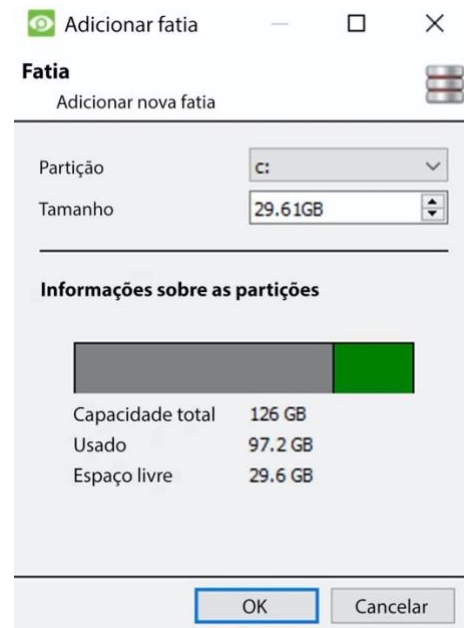 Adicionar fatia
Fatia
Adicionar nova fatia
Partição c:
Tamanho 29.61GB
Informações sobre as partições
Capacidade total 126 GB
Usado 97.2 GB
Espaço livre 29.6 GB
OK Cancelar